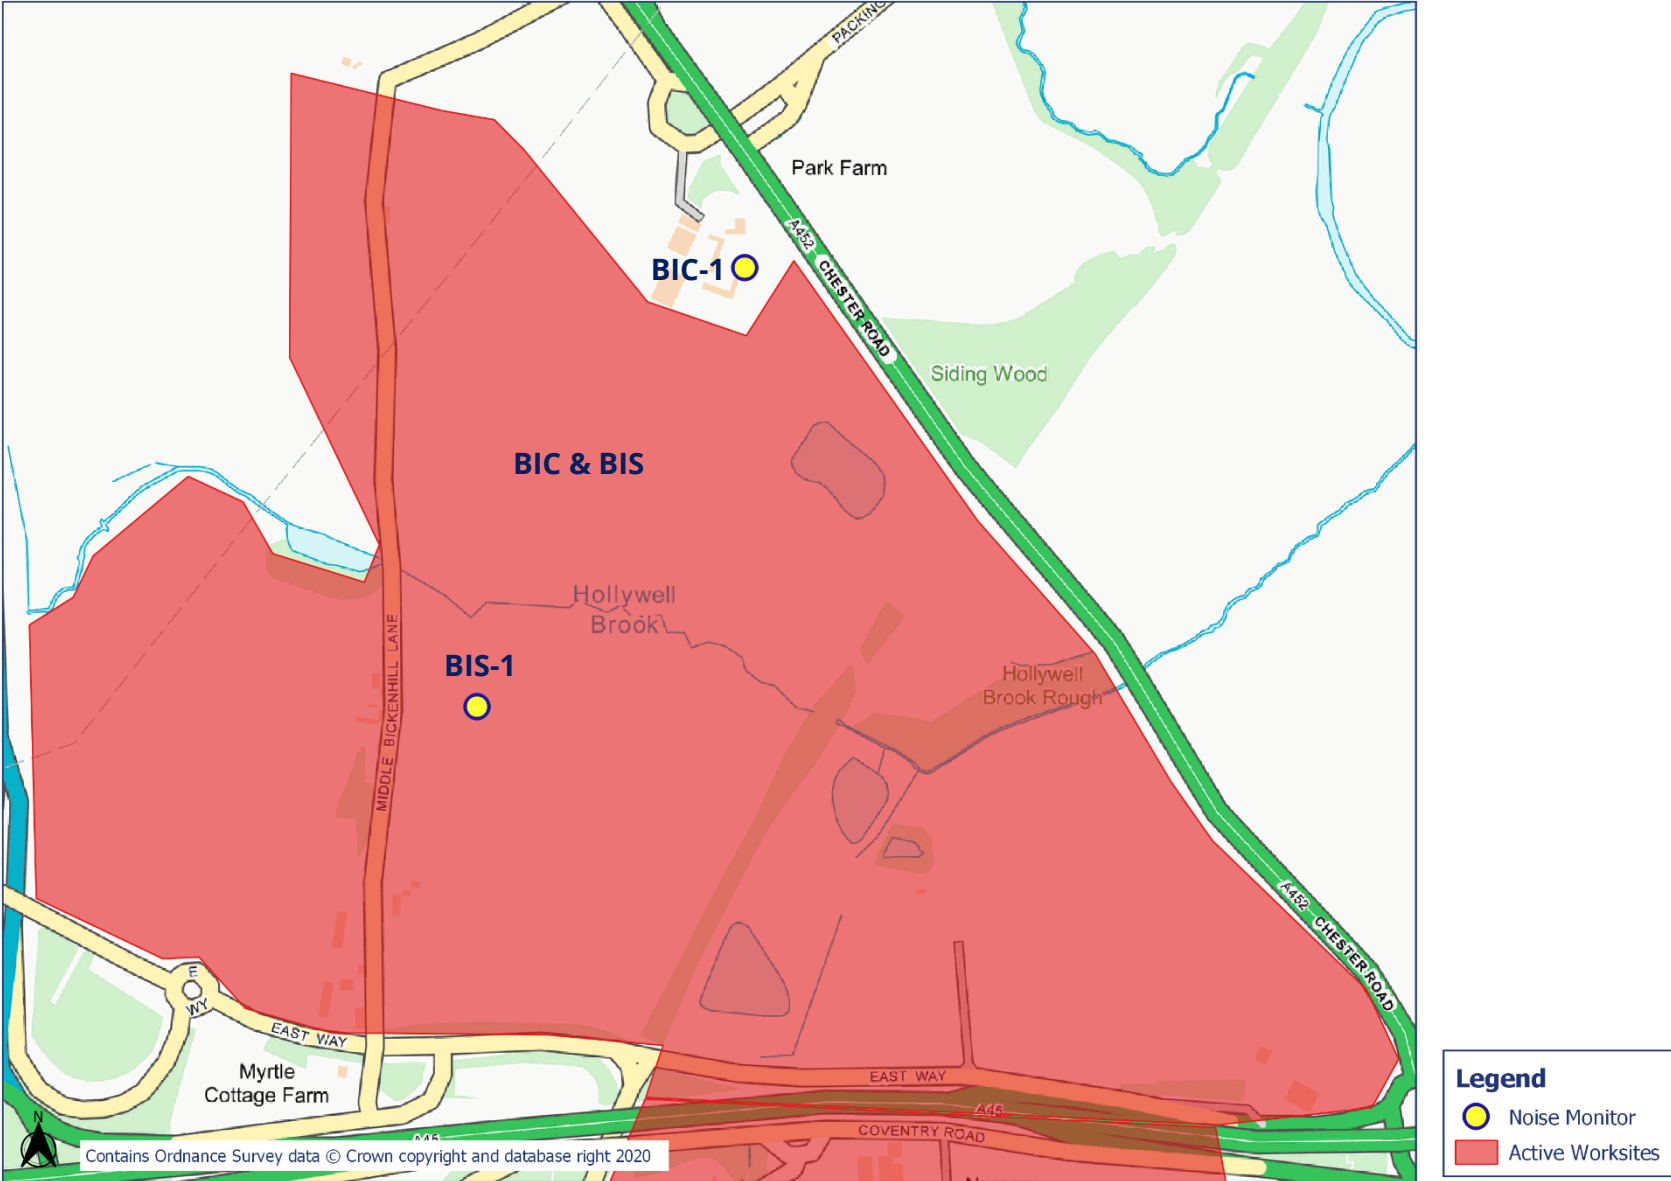 PACKING
Park Farm
A452
CHESTER ROAD
BIC-1
Siding Wood
BIC & BIS
Hollywell
Brook
MIDDLE BICKENHILL LANE
BIS-1
Hollywell
Brook Rough
A452
CHESTER ROAD
E
WY
EAST WAY
Myrtle
Cottage Farm
EAST WAY
A45
COVENTRY ROAD
A45
N
Contains Ordnance Survey data © Crown copyright and database right 2020
Legend
Noise Monitor
Active Worksites